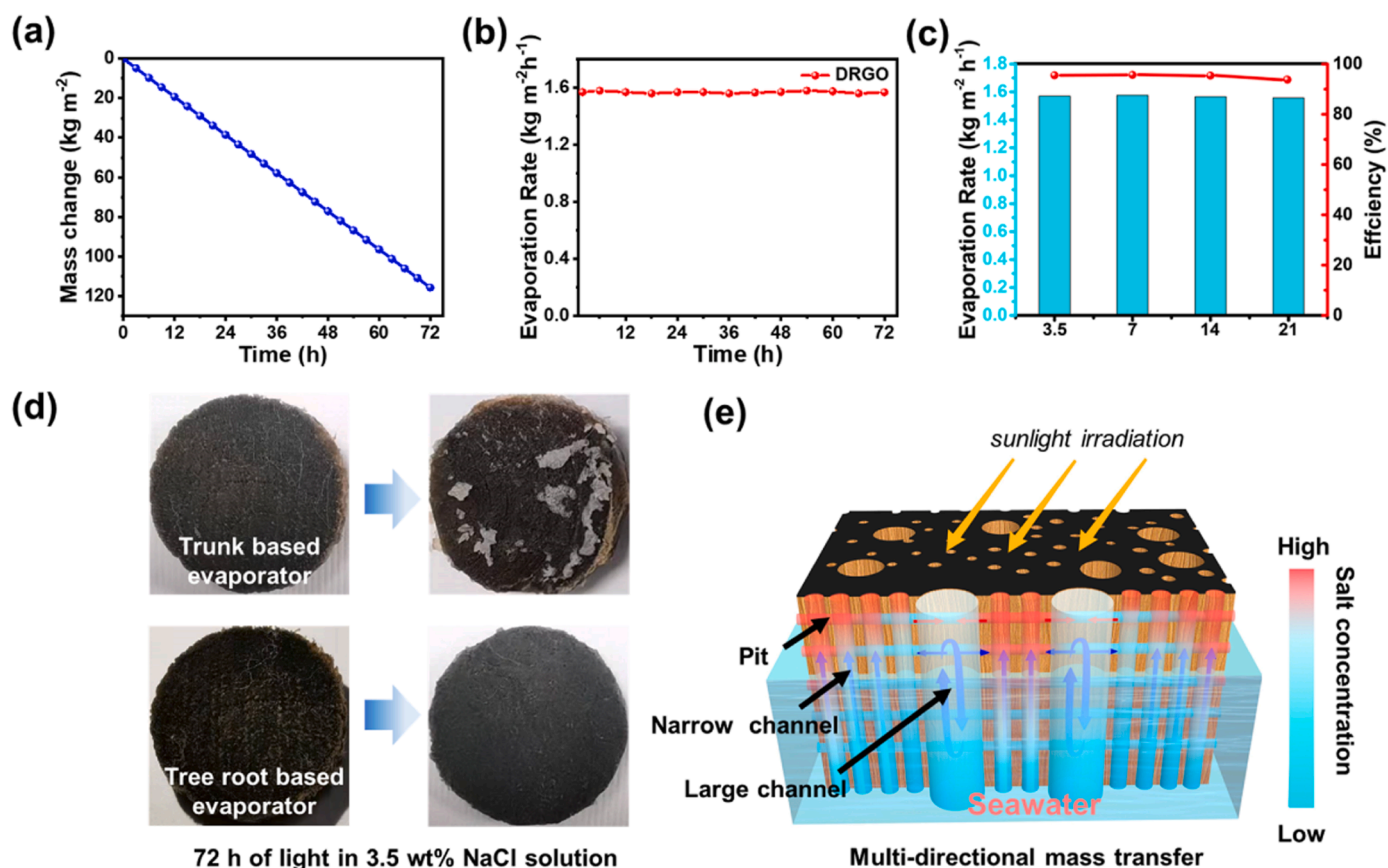 (a)
Mass change (kg m⁻²)
0
20
40
60
80
100
120
0 12 24 36 48 60 72
Time (h)
(b)
Evaporation Rate (kg m⁻²h⁻¹)
DRGO
1.6
1.2
0.8
0.4
0.0
12 24 36 48 60 72
Time (h)
(c)
Evaporation Rate (kg m⁻² h⁻¹)
1.8
1.6
1.4
1.2
1.0
0.8
0.6
0.4
0.2
0.0
3.5 7 14 21
100
80
60
40
20
0
Effciency (%)
(d)
Trunk based
evaporator
Tree root based
evaporator
72 h of light in 3.5 wt% NaCl solution
(e)
sunlight irradiation
Pit
Narrow channel
Large channel
Seawater
High
Salt concentration
Low
Multi-directional mass transfer